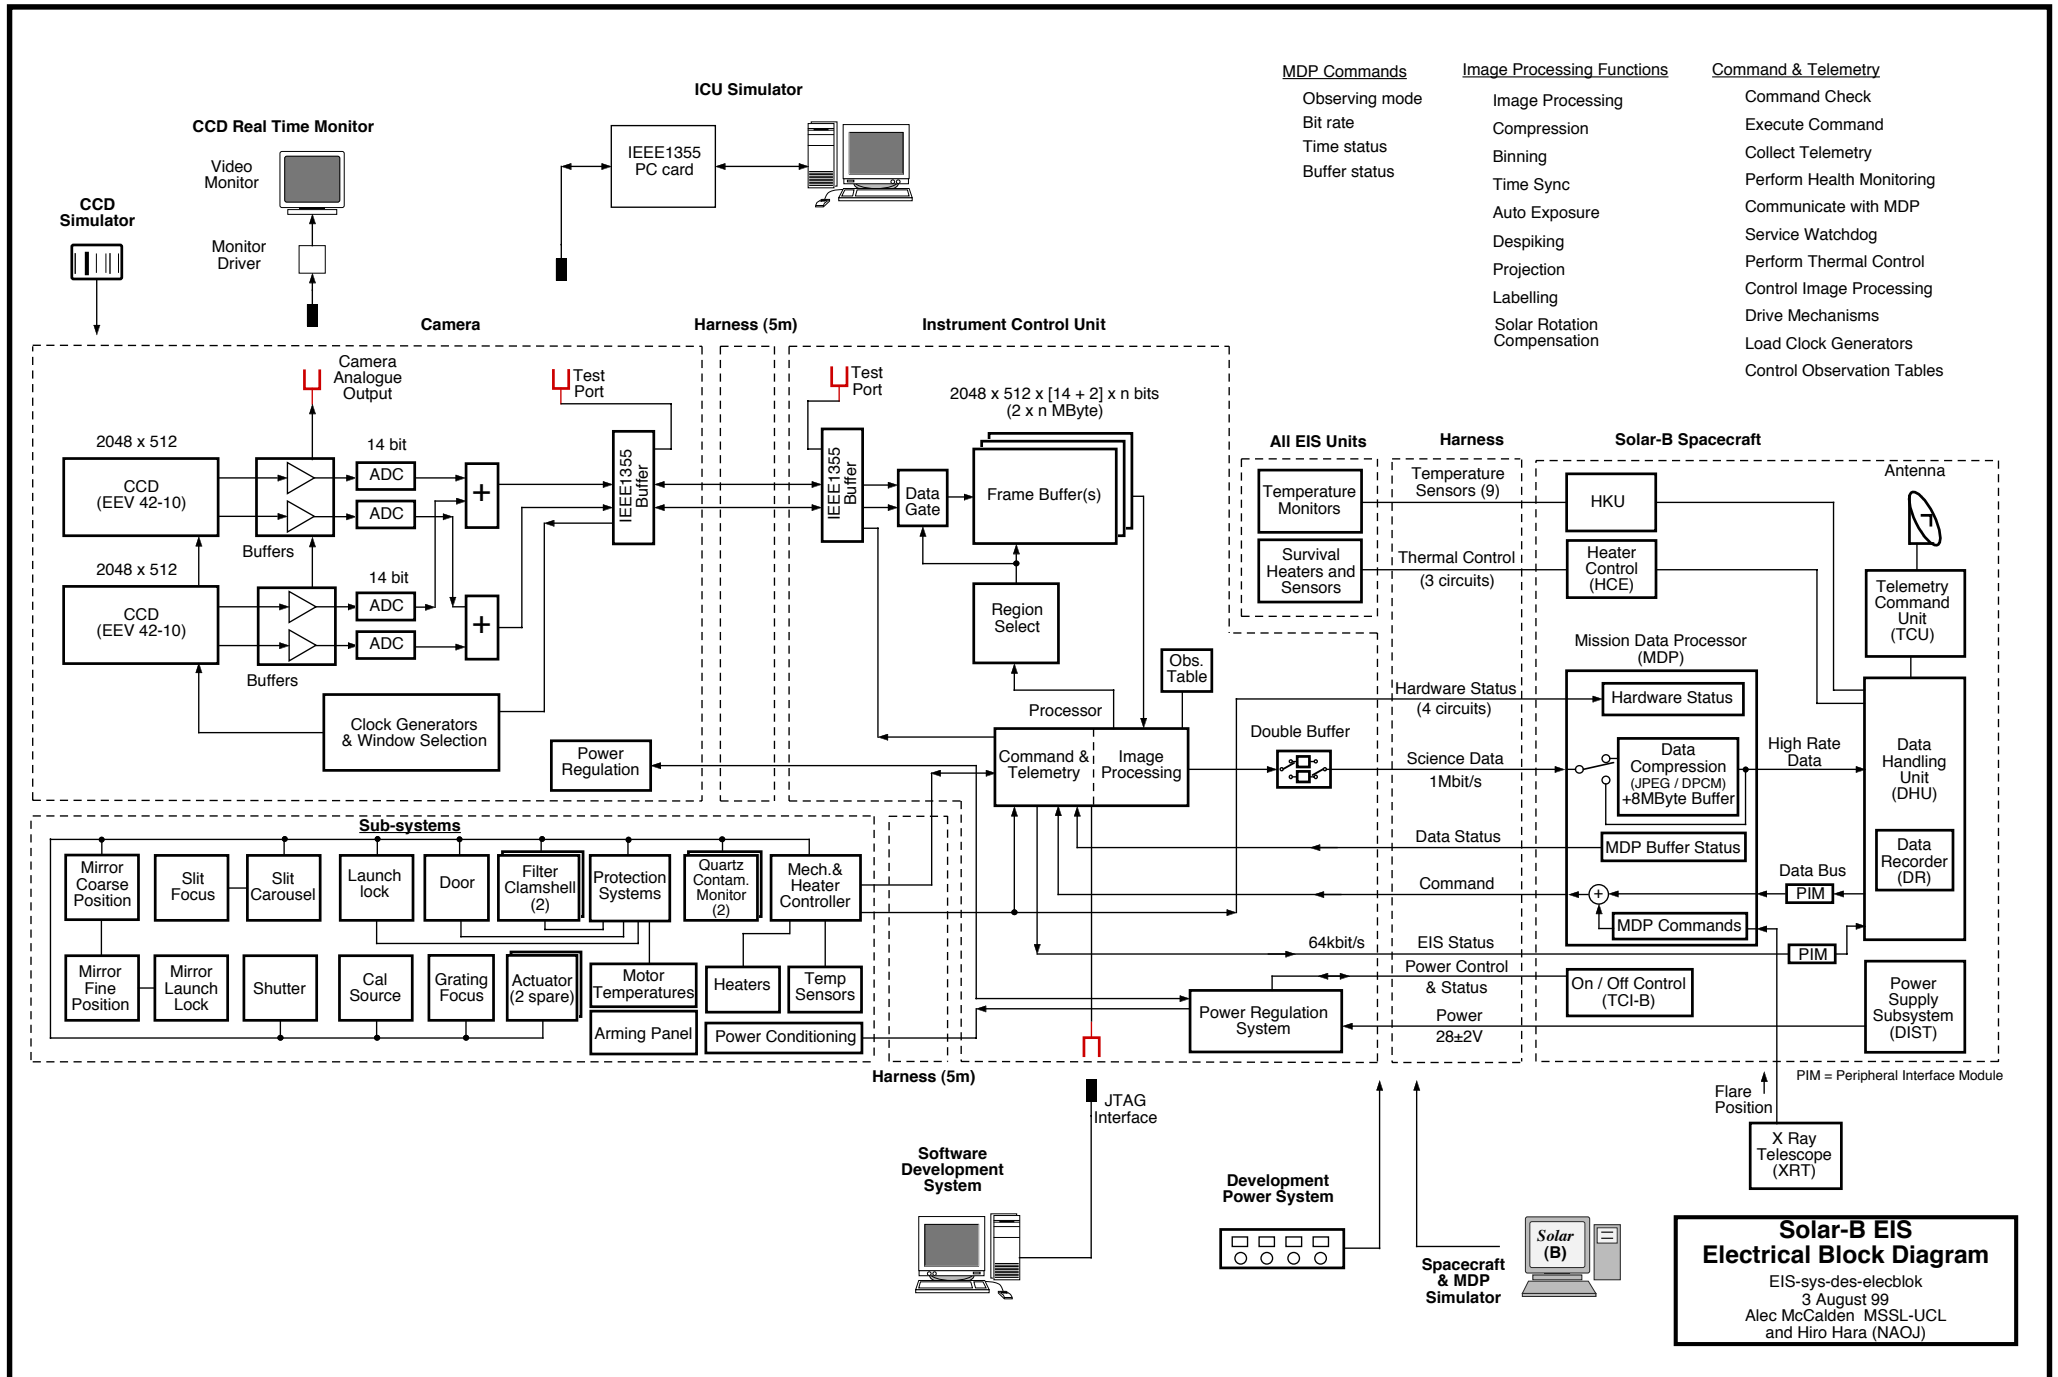 MDP Commands
Observing mode
Bit rate
Time status
Buffer status
Image Processing Functions
Image Processing
Compression
Binning
Time Sync
Auto Exposure
Despiking
Projection
Labelling
Solar Rotation
Compensation
Command & Telemetry
Command Check
Execute Command
Collect Telemetry
Perform Health Monitoring
Communicate with MDP
Service Watchdog
Perform Thermal Control
Control Image Processing
Drive Mechanisms
Load Clock Generators
Control Observation Tables
ICU Simulator
IEEE1355
PC card
CCD Real Time Monitor
Video
Monitor
Monitor
Driver
CCD
Simulator
Camera
Harness (5m)
Instrument Control Unit
Camera
Analogue
Output
Test
Port
Test
Port
2048 x 512
CCD
(EEV 42-10)
14 bit
ADC
ADC
Buffers
+
IEEE1355
Buffer
2048 x 512
CCD
(EEV 42-10)
14 bit
ADC
ADC
Buffers
+
Clock Generators
& Window Selection
Power
Regulation
2048 x 512 x [14 + 2] x n bits
(2 x n MByte)
IEEE1355
Buffer
Data
Gate
Frame Buffer(s)
Region
Select
Obs.
Table
Processor
Command &
Telemetry
Image
Processing
Double Buffer
All EIS Units
Harness
Solar-B Spacecraft
Temperature
Monitors
Survival
Heaters and
Sensors
Temperature
Sensors (9)
Thermal Control
(3 circuits)
HKU
Heater
Control
(HCE)
Antenna
Telemetry
Command
Unit
(TCU)
Mission Data Processor
(MDP)
Hardware Status
(4 circuits)
Hardware Status
Science Data
1Mbit/s
Data
Compression
(JPEG / DPCM)
+8MByte Buffer
High Rate
Data
Data
Handling
Unit
(DHU)
Data Status
MDP Buffer Status
Data
Recorder
(DR)
Data Bus
PIM
Command
+
MDP Commands
64kbit/s
EIS Status
PIM
Power Control
& Status
On / Off Control
(TCI-B)
Power
28±2V
Power
Supply
Subsystem
(DIST)
Power Regulation
System
PIM = Peripheral Interface Module
Sub-systems
Mirror
Coarse
Position
Slit
Focus
Slit
Carousel
Launch
lock
Door
Filter
Clamshell
(2)
Protection
Systems
Quartz
Contam.
Monitor
(2)
Mech.&
Heater
Controller
Mirror
Fine
Position
Mirror
Launch
Lock
Shutter
Cal
Source
Grating
Focus
Actuator
(2 spare)
Motor
Temperatures
Heaters
Temp
Sensors
Arming Panel
Power Conditioning
Harness (5m)
JTAG
Interface
Software
Development
System
Development
Power System
Solar
(B)
Spacecraft
& MDP
Simulator
Flare
Position
X Ray
Telescope
(XRT)
Solar-B EIS
Electrical Block Diagram
EIS-sys-des-elecblok
3 August 99
Alec McCalden  MSSL-UCL
and Hiro Hara (NAOJ)